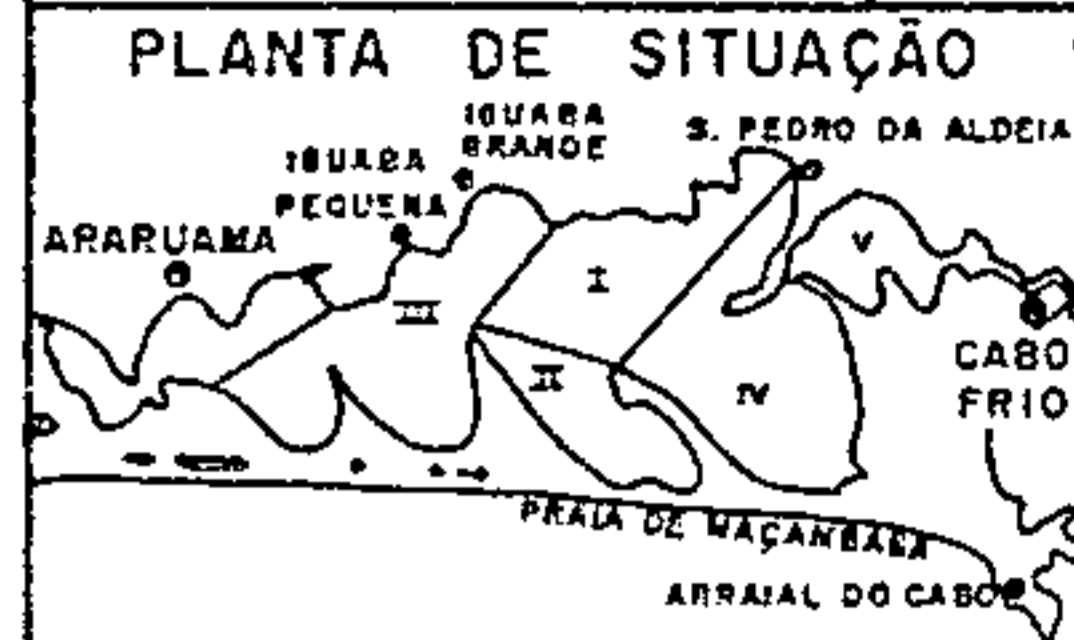 PLANTA DE SITUAÇÃO
IGUABA
GRANDE
S. PEDRO DA ALDEIA
IGUABA
PEQUENA
ARARUAMA
V
I
III
CABO
FRIO
II
IV
PRAIA DE MAÇAMBABA
ARRAIAL DO CABO